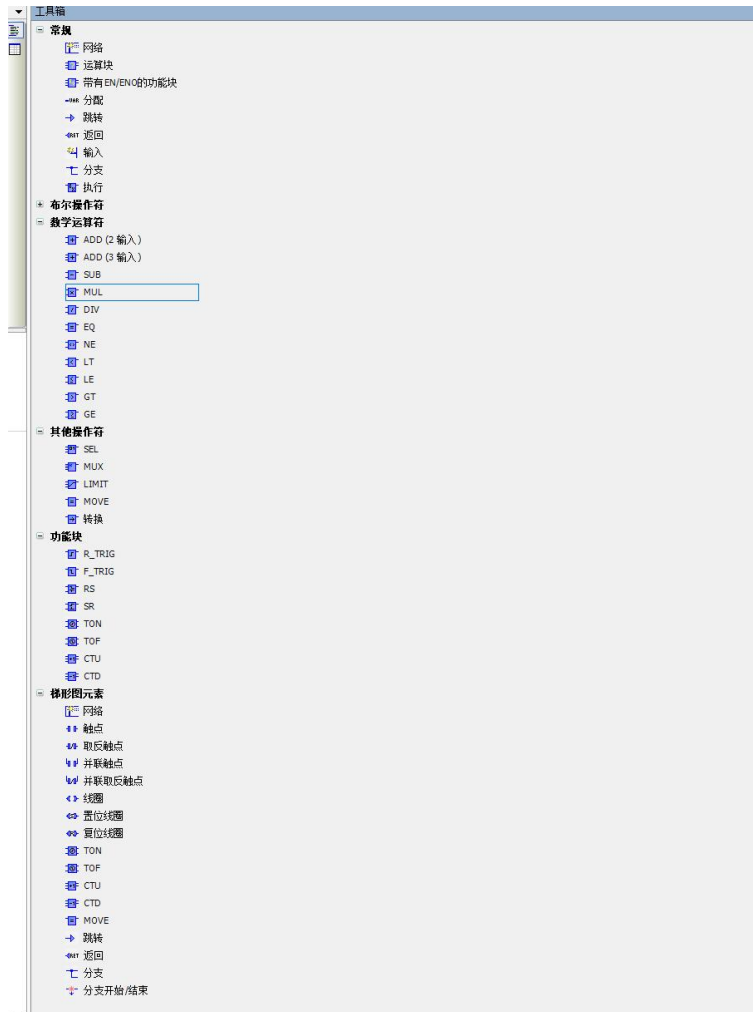 工具箱
常规
网络
运算块
带有EN/ENO的功能块
VAR 分配
跳转
RET 返回
输入
分支
执行
布尔操作符
数学运算符
ADD (2 输入)
ADD (3 输入)
SUB
MUL
DIV
EQ
NE
LT
LE
GT
GE
其他操作符
SEL
MUX
LIMIT
MOVE
转换
功能块
R_TRIG
F_TRIG
RS
SR
TON
TOF
CTU
CTD
梯形图元素
网络
触点
取反触点
并联触点
并联取反触点
线圈
置位线圈
复位线圈
TON
TOF
CTU
CTD
MOVE
跳转
RET 返回
分支
分支开始/结束